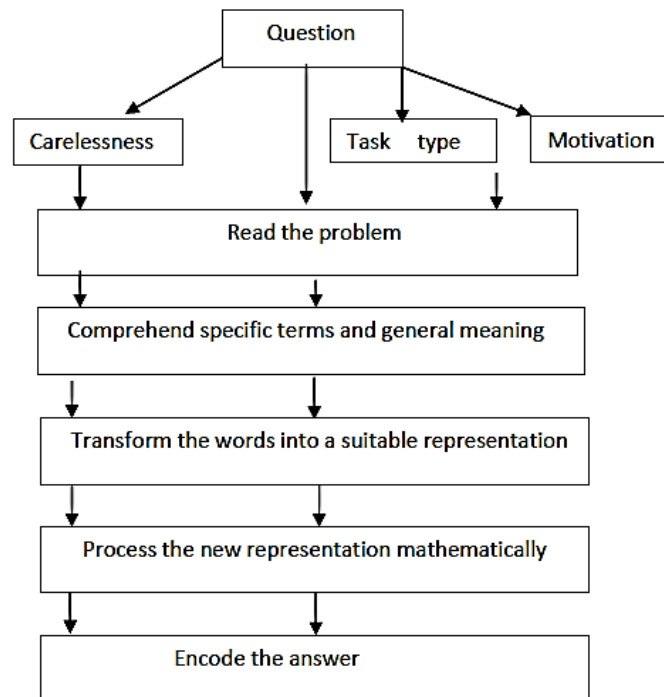 Question
Carelessness
Task type
Motivation
Read the problem
Comprehend specific terms and general meaning
Transform the words into a suitable representation
Process the new representation mathematically
Encode the answer